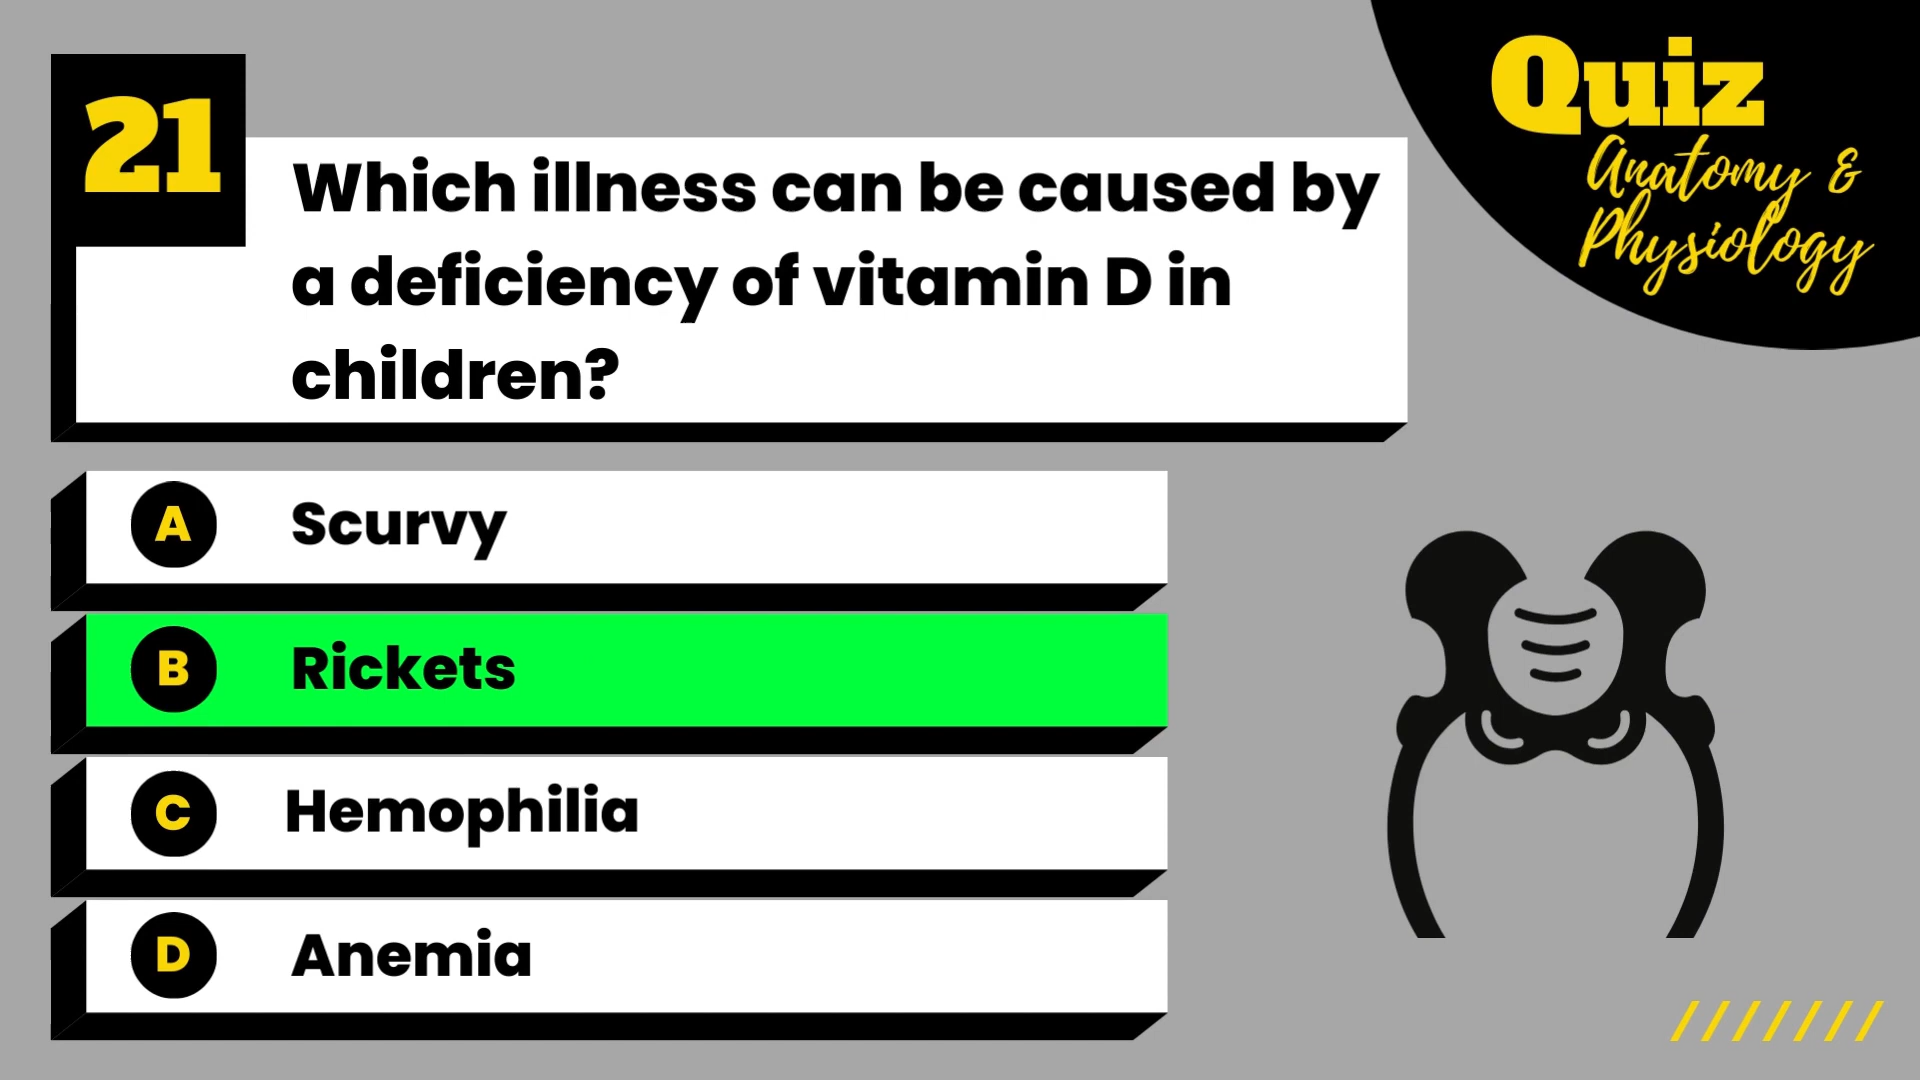 21
Which illness can be caused by
a deficiency of vitamin D in
children?
Quiz
Anatomy &
Physiology
A Scurvy
B Rickets
C Hemophilia
D Anemia